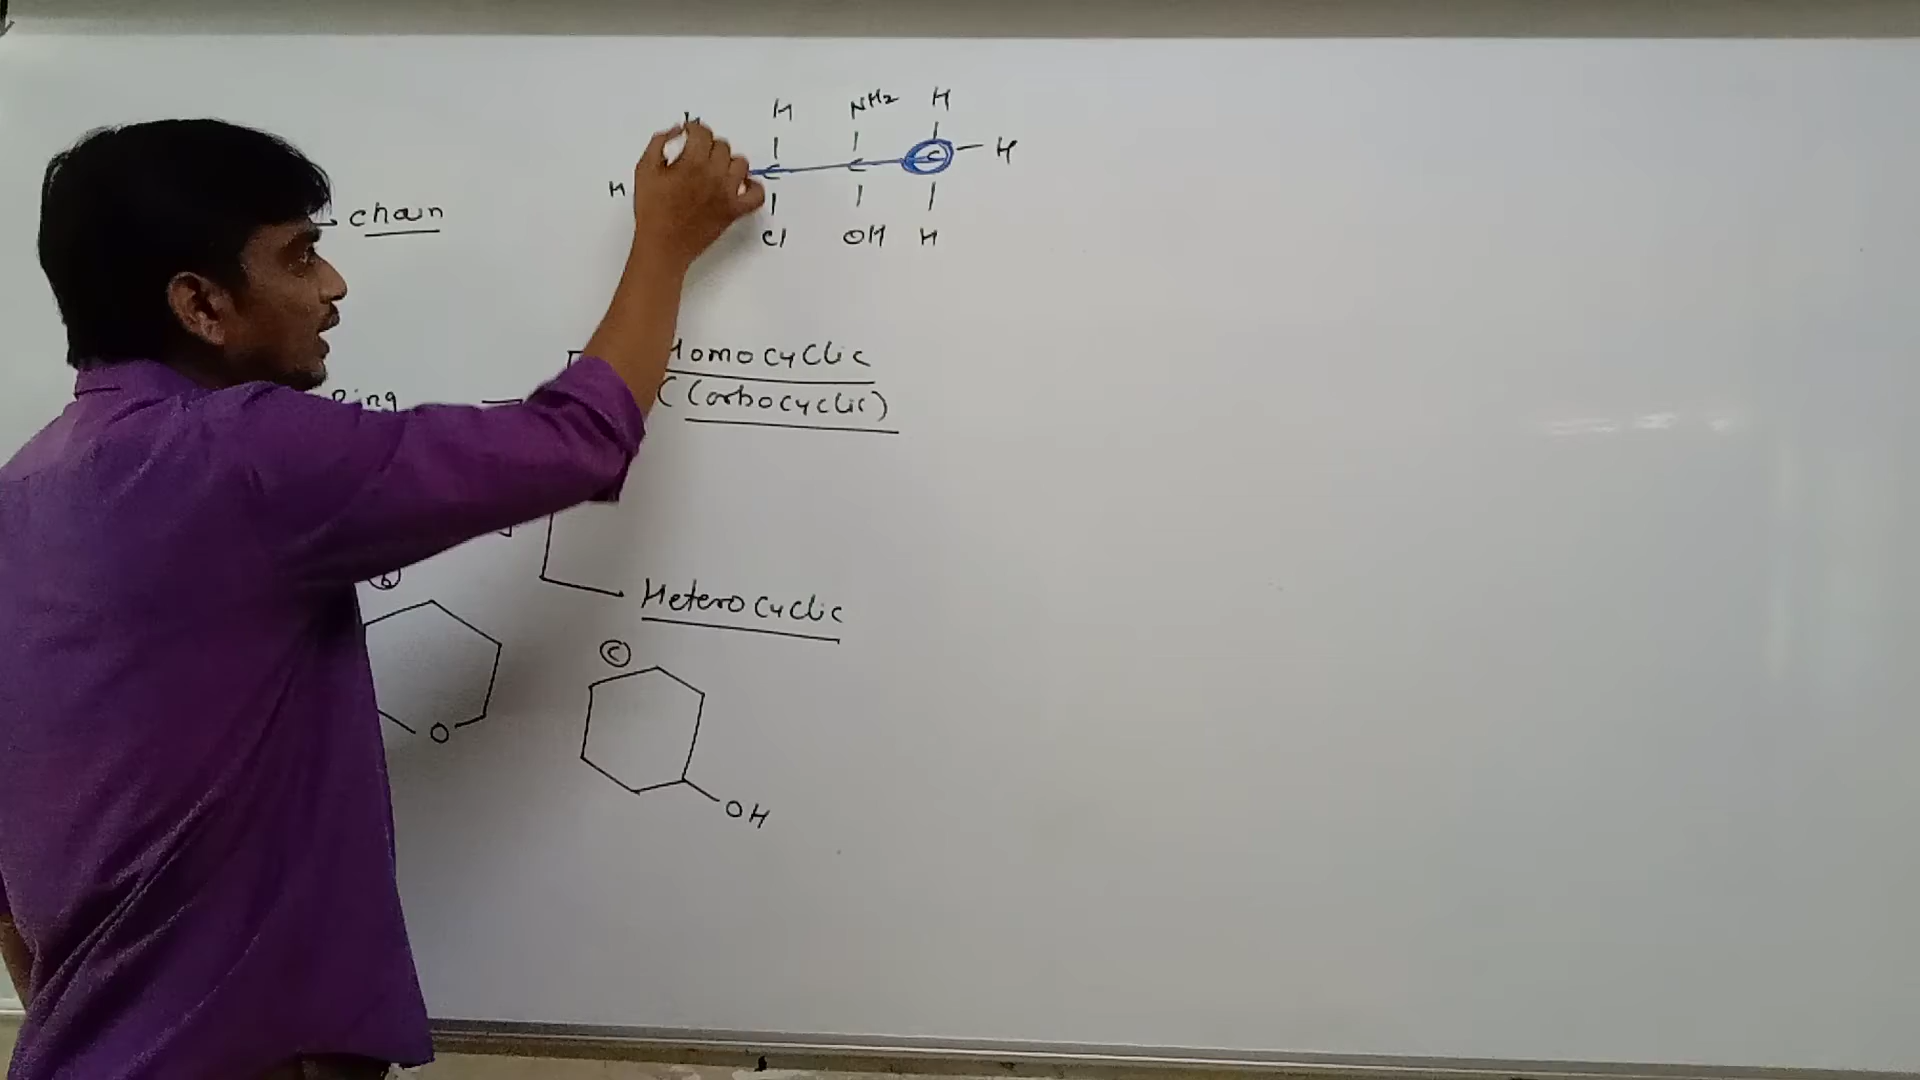 H NH2 H
H C C C H
Cl OH H
chain
Homocyclic
(Carbocyclic)
Ring
b
Heterocyclic
c
O
OH